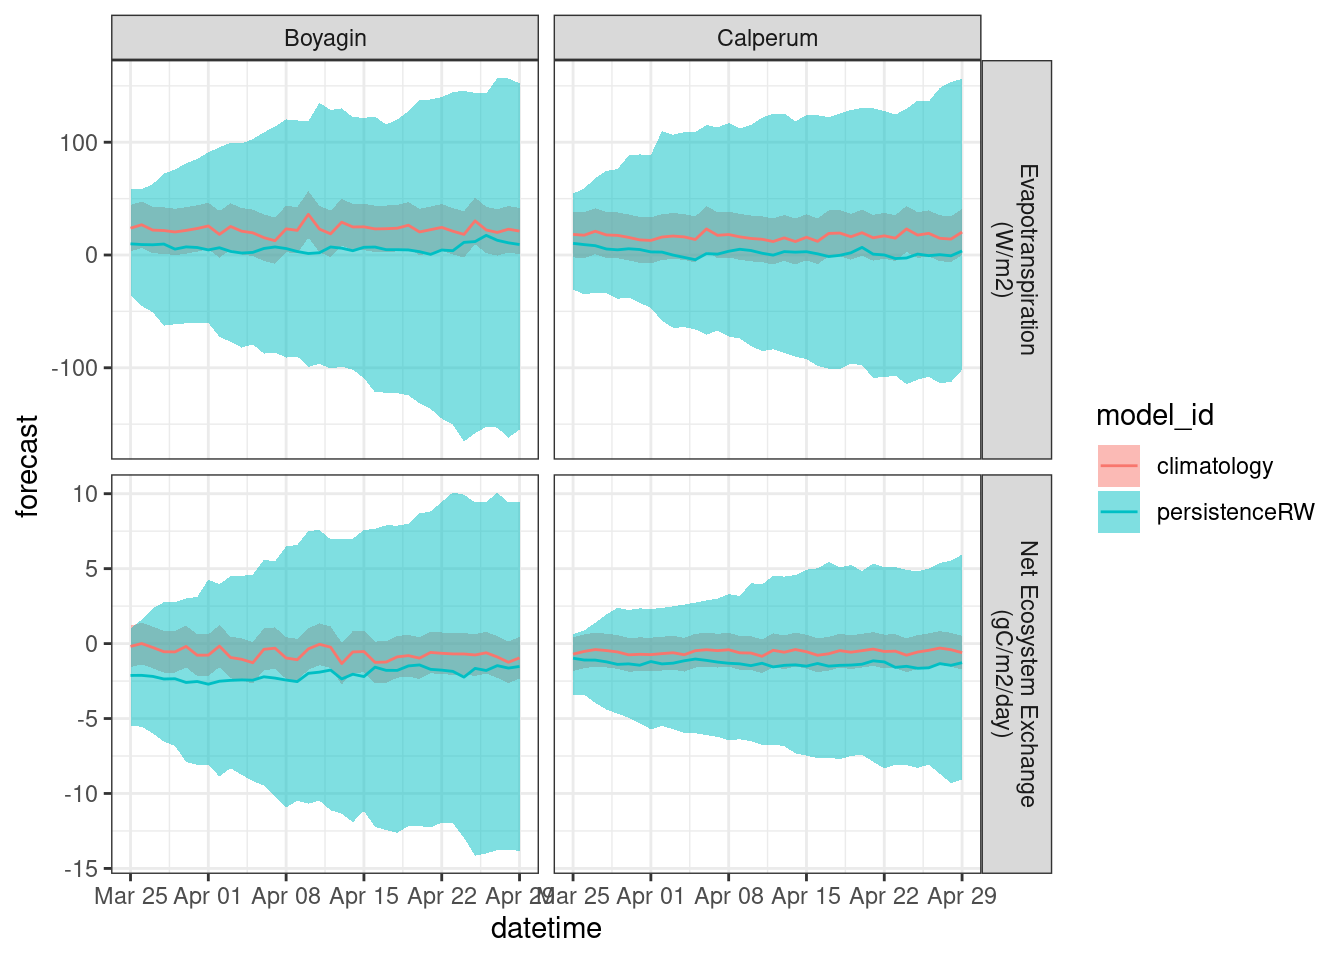 Boyagin
Calperum
Evapotranspiration
(W/m2)
100
0
-100
forecast
Net Ecosystem Exchange
(gC/m2/day)
10
5
0
-5
-10
-15
Mar 25 Apr 01 Apr 08 Apr 15 Apr 22 Apr 29
Mar 25 Apr 01 Apr 08 Apr 15 Apr 22 Apr 29
datetime
model_id
climatology
persistenceRW